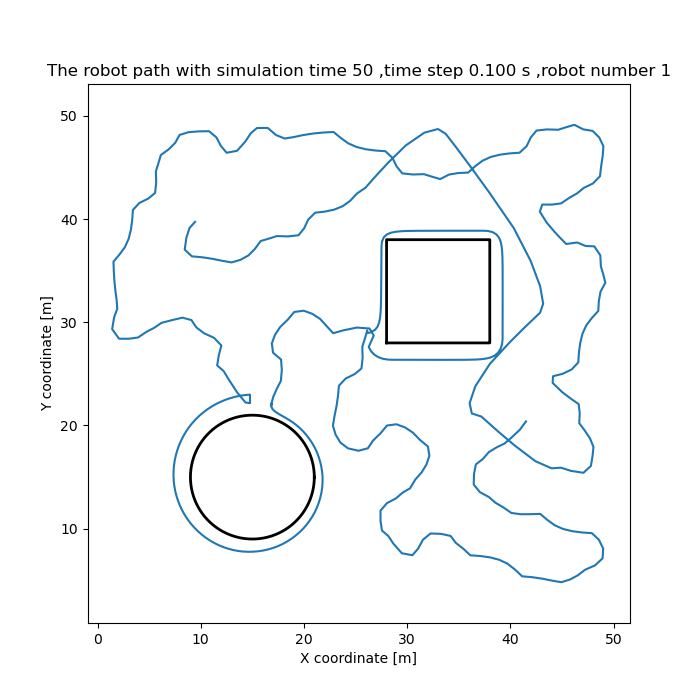 The robot path with simulation time 50 ,time step 0.100 s ,robot number 1
50
40
30
20
10
Y coordinate [m]
0 10 20 30 40 50
X coordinate [m]